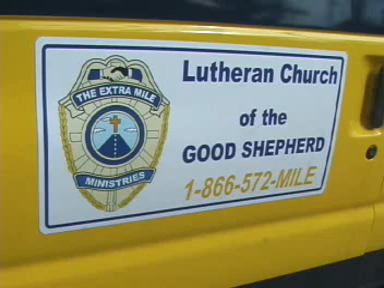 THE EXTRA MILE
MINISTRIES
Lutheran Church
of the
GOOD SHEPHERD
1-866-572-MILE